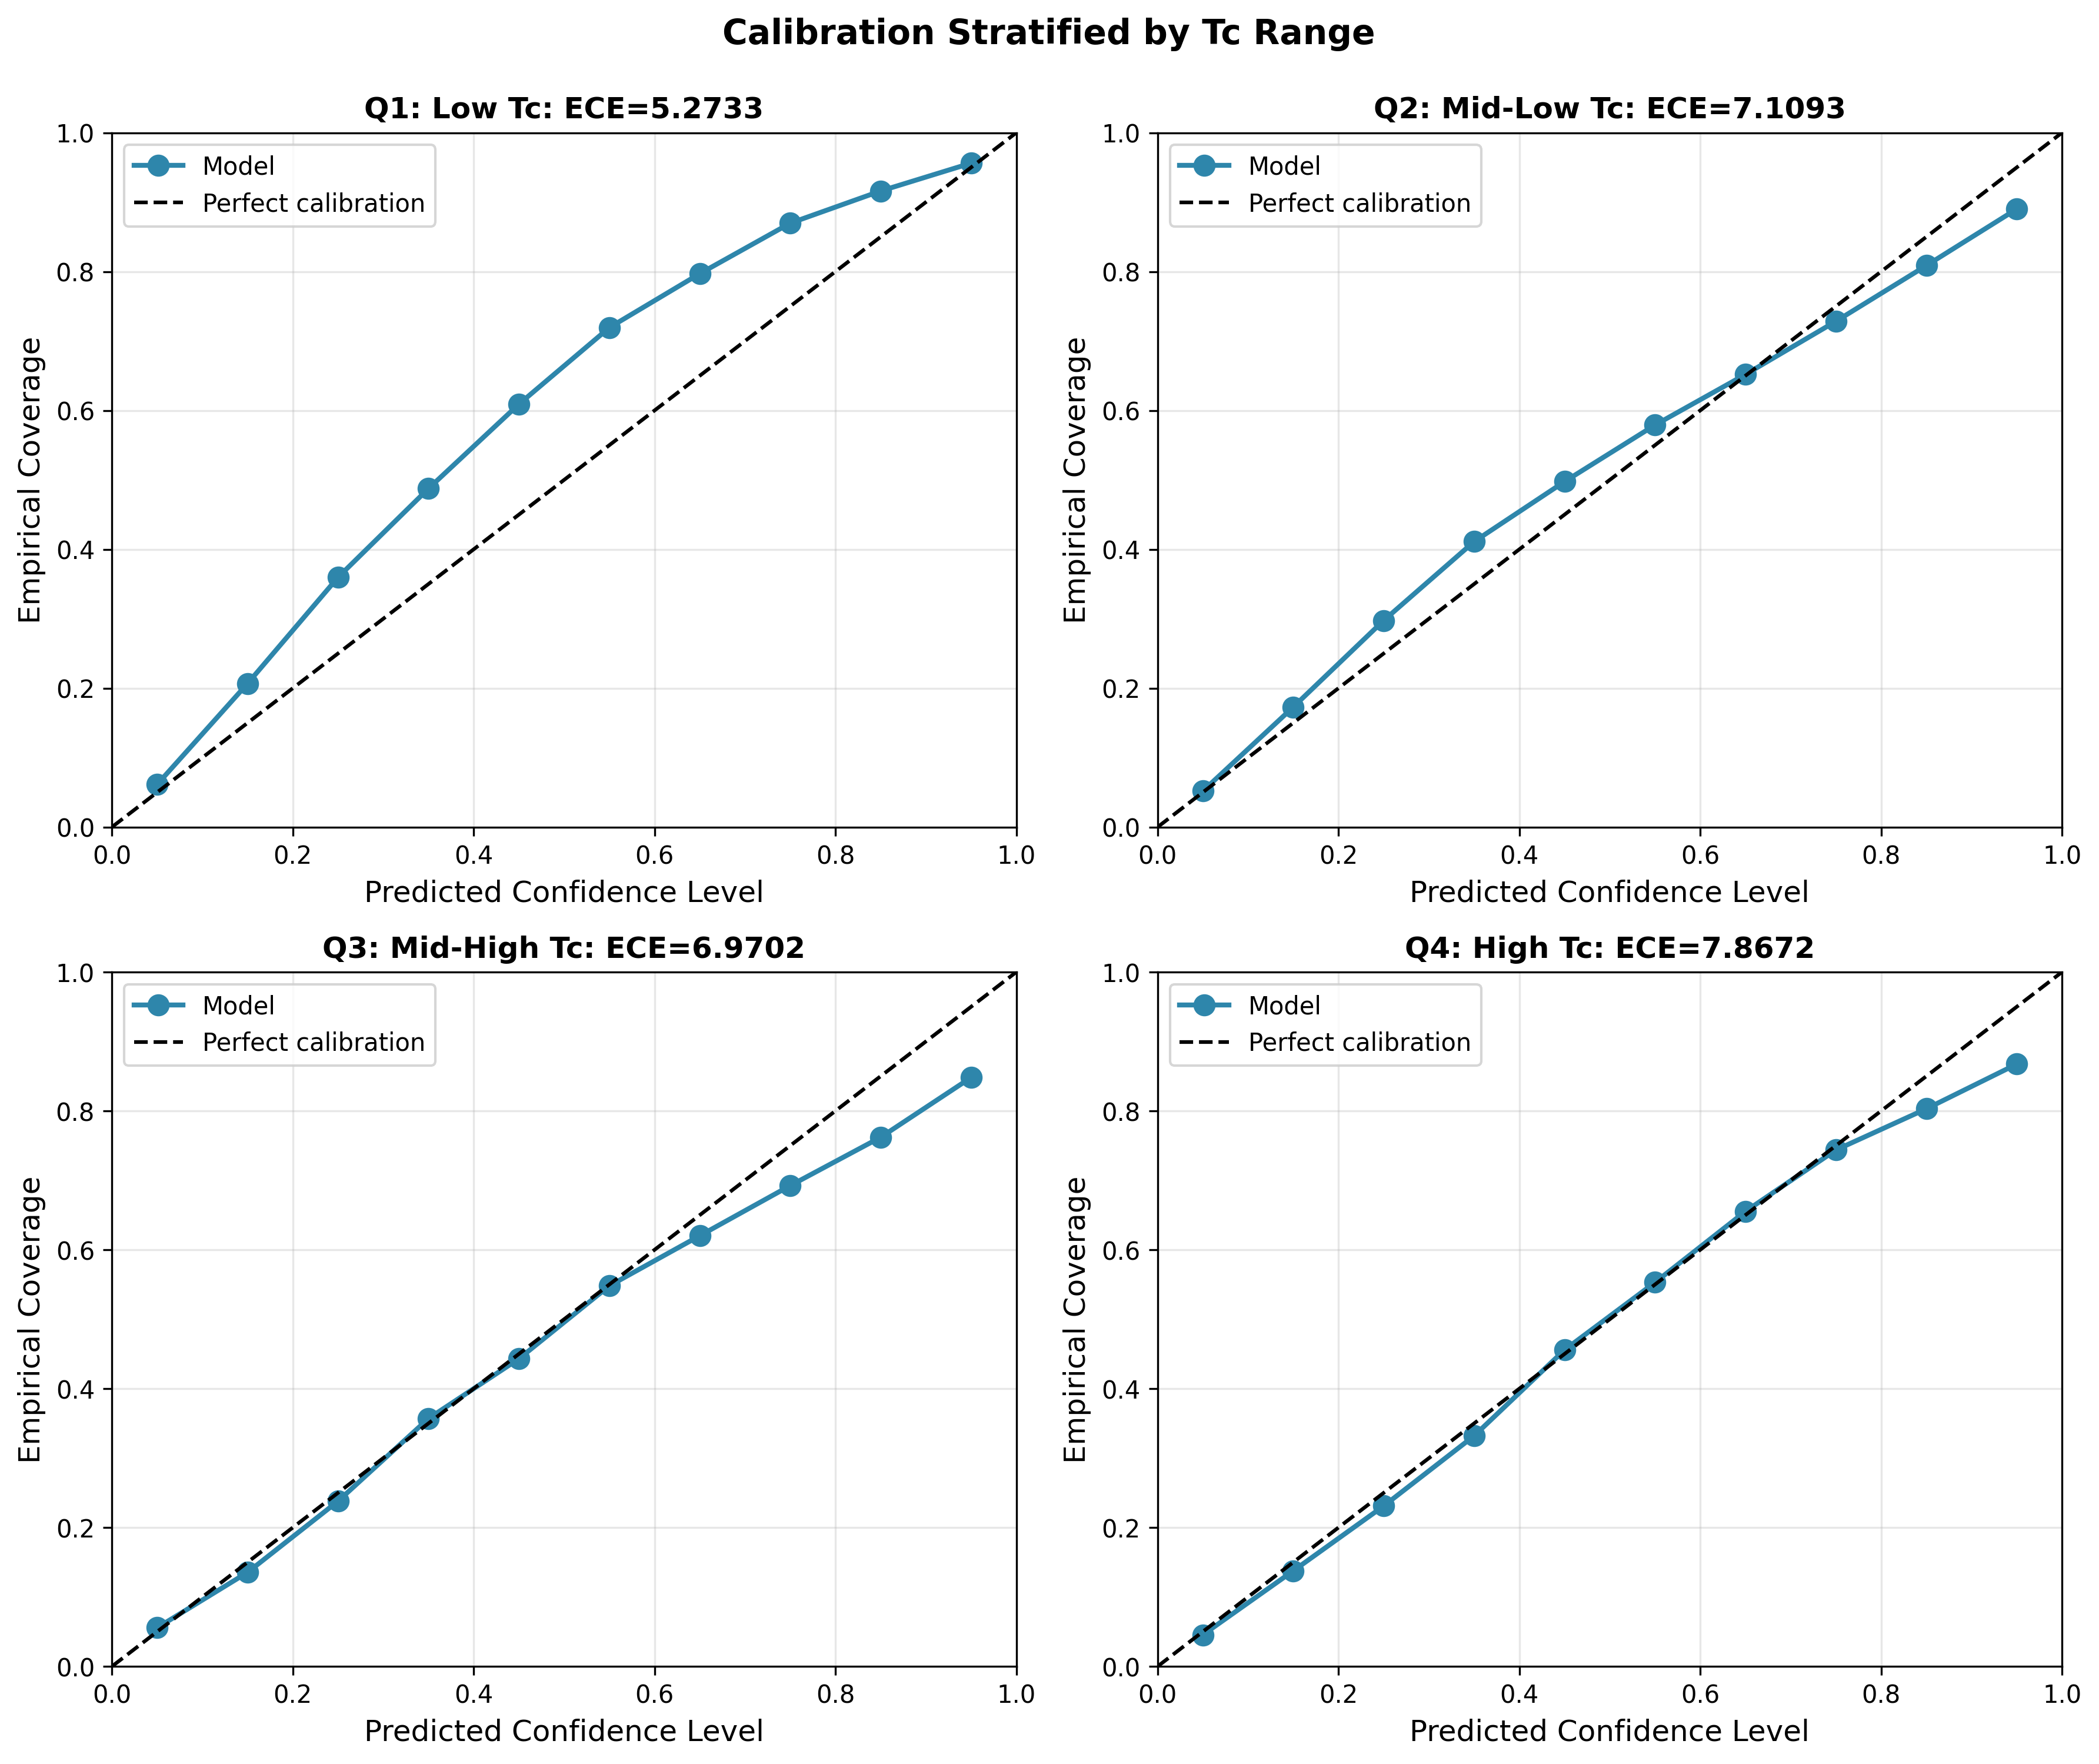 Calibration Stratified by Tc Range
Q1: Low Tc: ECE=5.2733
1.0
0.8
0.6
0.4
0.2
0.0
Empirical Coverage
Model
Perfect calibration
0.0 0.2 0.4 0.6 0.8 1.0
Predicted Confidence Level
Q2: Mid-Low Tc: ECE=7.1093
1.0
0.8
0.6
0.4
0.2
0.0
Empirical Coverage
Model
Perfect calibration
0.0 0.2 0.4 0.6 0.8 1.0
Predicted Confidence Level
Q3: Mid-High Tc: ECE=6.9702
1.0
0.8
0.6
0.4
0.2
0.0
Empirical Coverage
Model
Perfect calibration
0.0 0.2 0.4 0.6 0.8 1.0
Predicted Confidence Level
Q4: High Tc: ECE=7.8672
1.0
0.8
0.6
0.4
0.2
0.0
Empirical Coverage
Model
Perfect calibration
0.0 0.2 0.4 0.6 0.8 1.0
Predicted Confidence Level